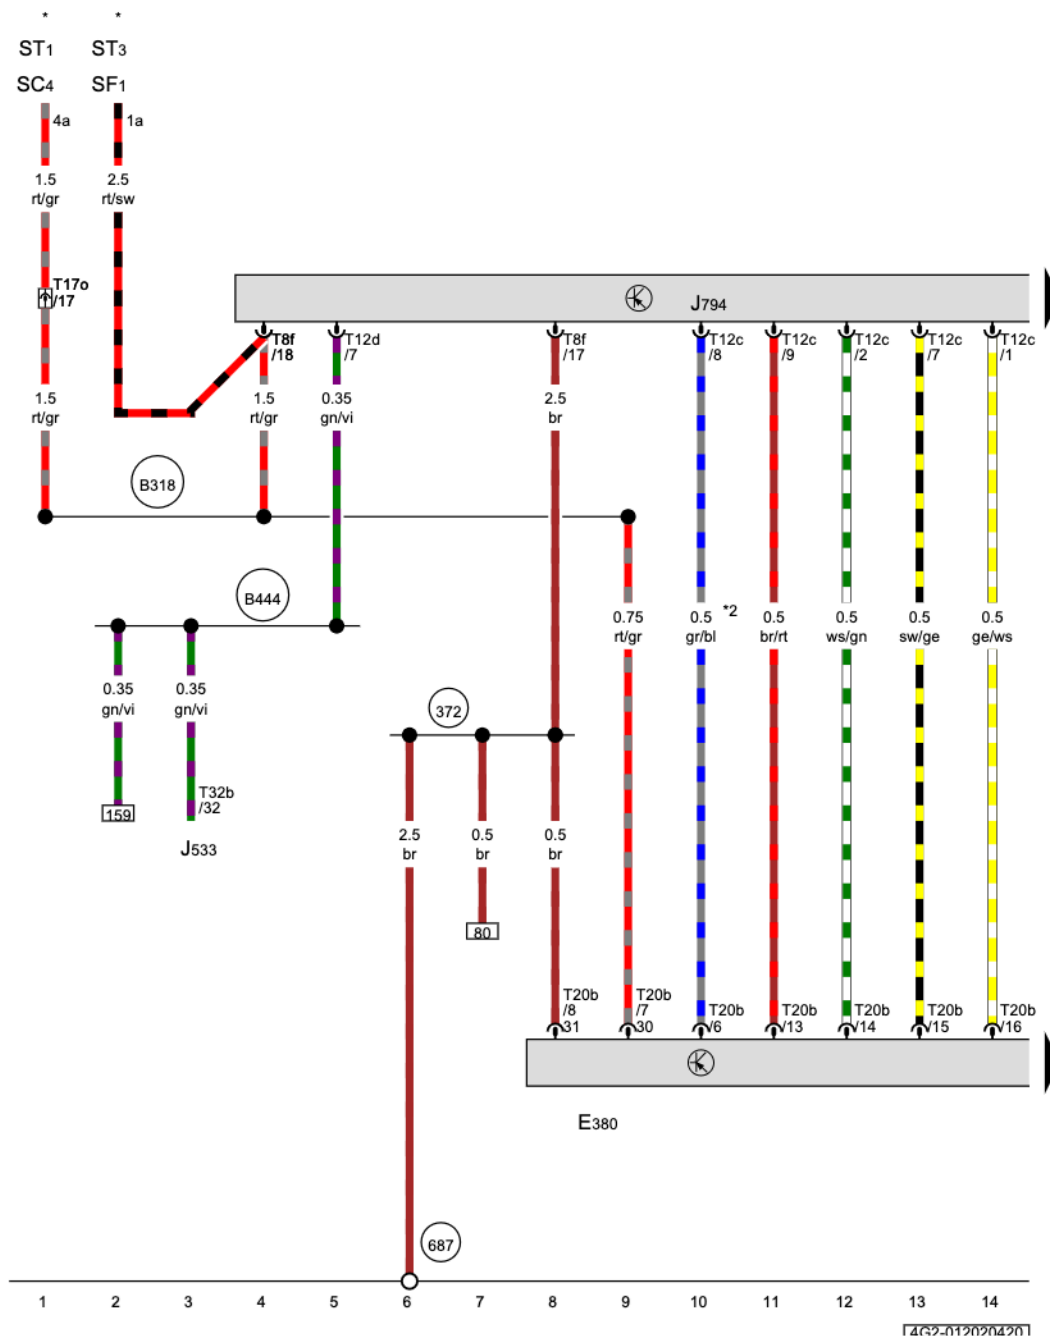 * *
ST1 ST3
SC4 SF1
4a 1a
1.5 2.5
rt/gr rt/sw
T17o
/17
J794
T8f T12d T8f T12c T12c T12c T12c T12c
/18 /7 /17 /8 /9 /2 /7 /1
1.5 1.5 0.35 2.5
rt/gr rt/gr gn/vi br
B318
B444
0.75 0.5 *2 0.5 0.5 0.5 0.5
rt/gr gr/bl br/rt ws/gn sw/ge ge/ws
0.35 0.35
gn/vi gn/vi
372
T32b
/32
159
J533
2.5 0.5 0.5
br br br
80
T20b T20b
/8 /7 T20b T20b T20b T20b T20b
31 30 /6 /13 /14 /15 /16
E380
687
1 2 3 4 5 6 7 8 9 10 11 12 13 14
4G2-012020420